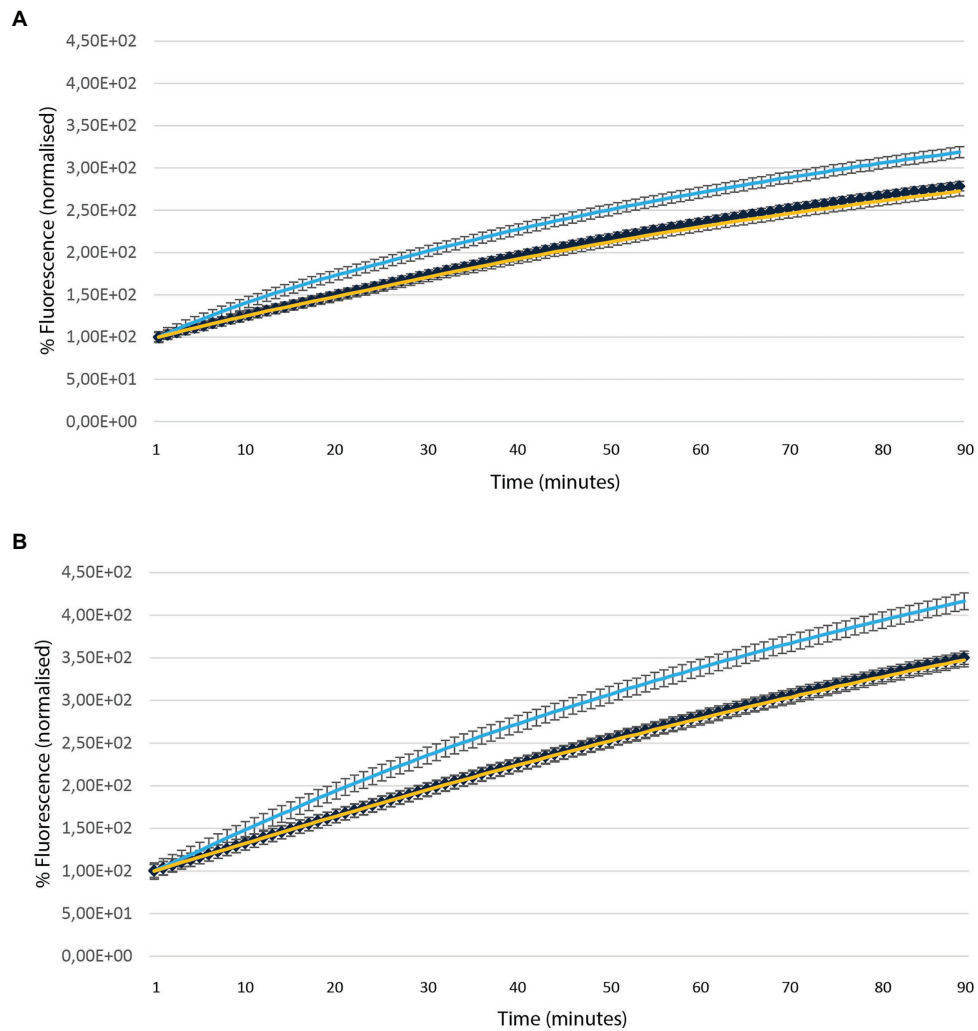 A
4,50E+02
4,00E+02
3,50E+02
3,00E+02
2,50E+02
2,00E+02
1,50E+02
1,00E+02
5,00E+01
0,00E+00
% Fluorescence (normalised)
1 10 20 30 40 50 60 70 80 90
Time (minutes)
B
4,50E+02
4,00E+02
3,50E+02
3,00E+02
2,50E+02
2,00E+02
1,50E+02
1,00E+02
5,00E+01
0,00E+00
% Fluorescence (normalised)
1 10 20 30 40 50 60 70 80 90
Time (minutes)